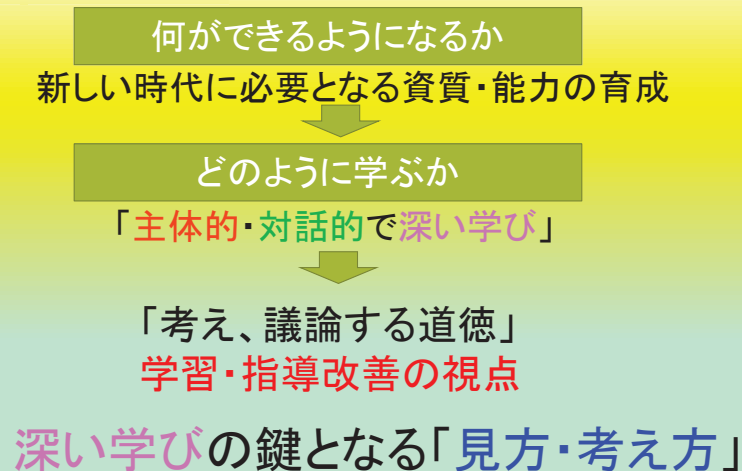 何ができるようになるか
新しい時代に必要となる資質・能力の育成
どのように学ぶか
「主体的・対話的で深い学び」
「考え、議論する道徳」
学習・指導改善の視点
深い学びの鍵となる「見方・考え方」